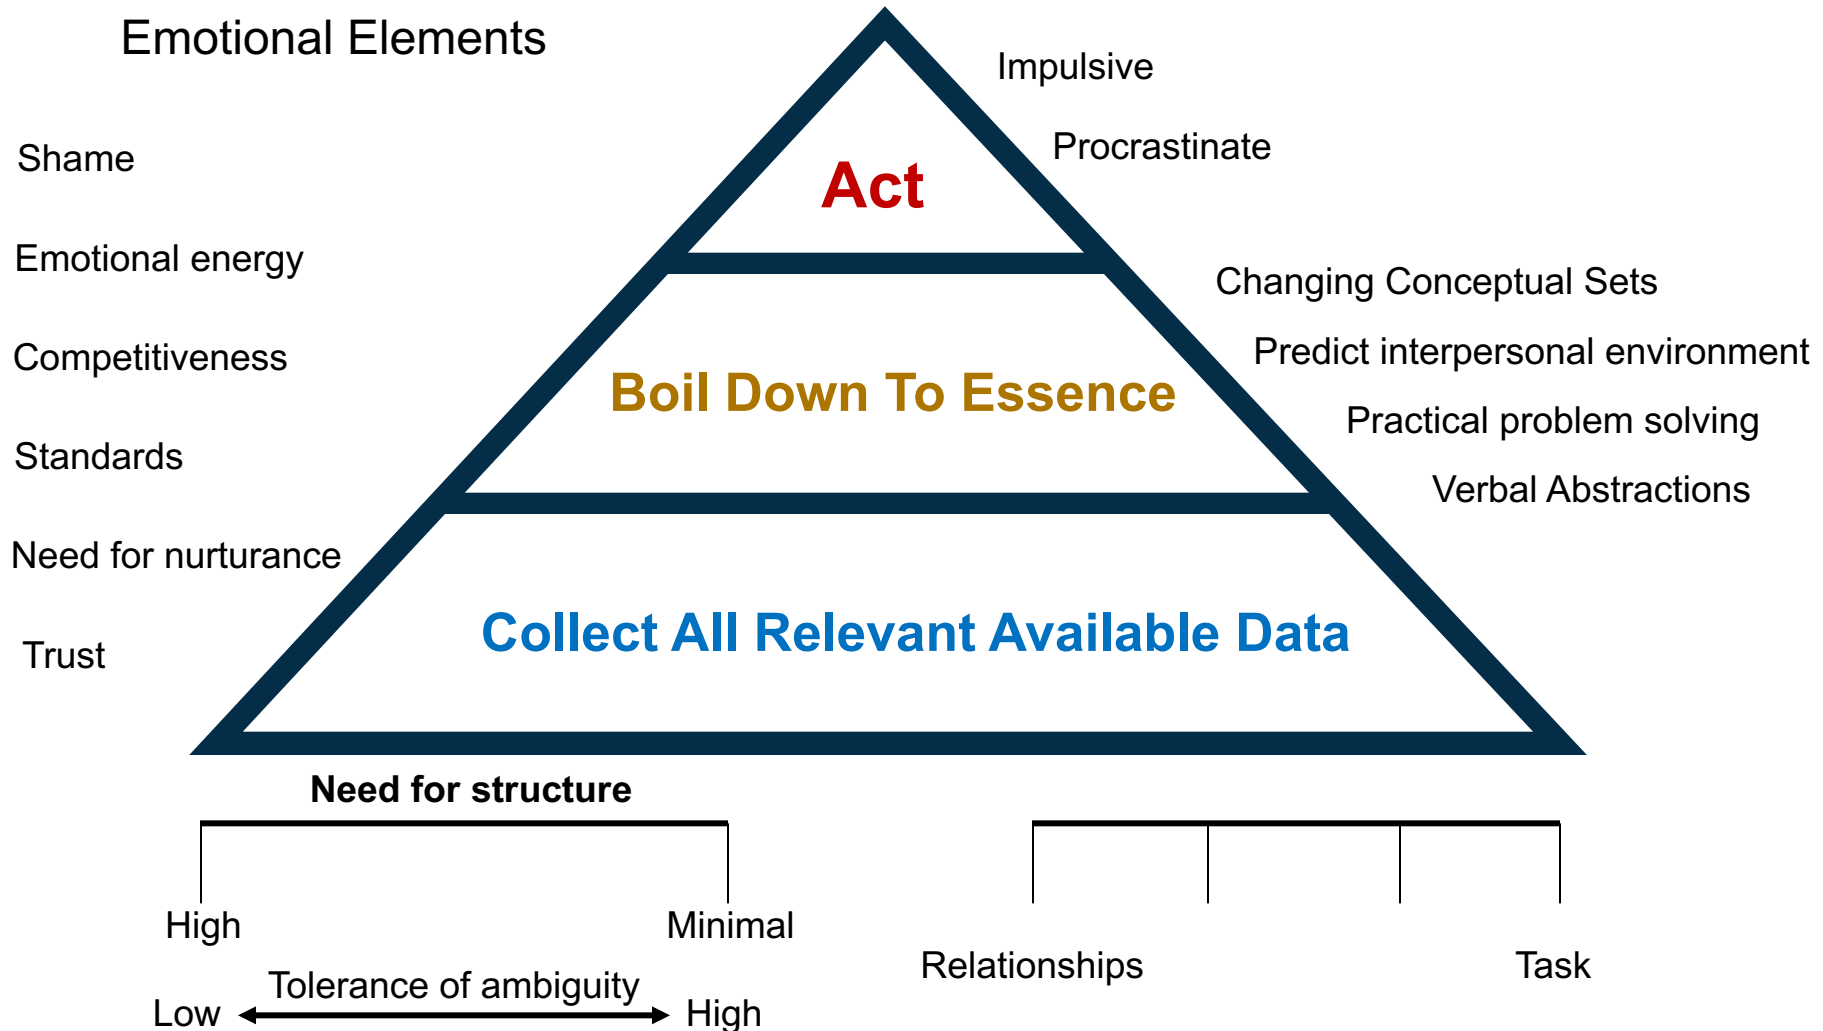 Emotional Elements
Shame
Emotional energy
Competitiveness
Standards
Need for nurturance
Trust
Act
Boil Down To Essence
Collect All Relevant Available Data
Impulsive
Procrastinate
Changing Conceptual Sets
Predict interpersonal environment
Practical problem solving
Verbal Abstractions
Need for structure
High
Minimal
Tolerance of ambiguity
Low
High
Relationships
Task